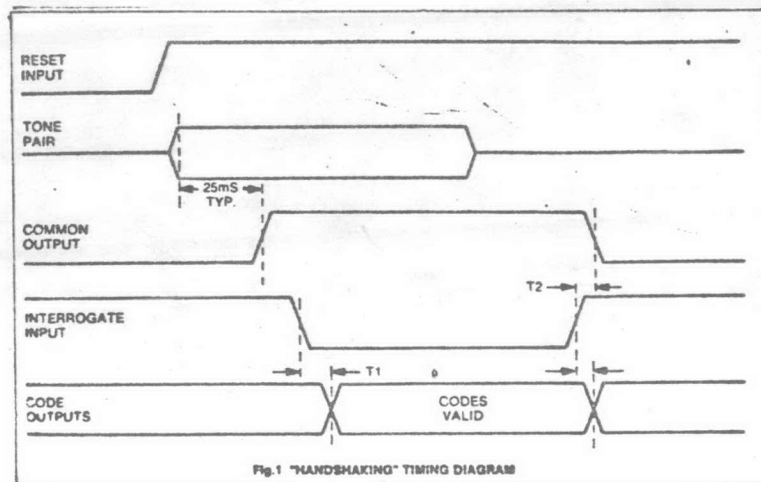 RESET
INPUT
TONE
PAIR
25mS
TYP.
COMMON
OUTPUT
T2
INTERROGATE
INPUT
T1
CODE
OUTPUTS
CODES
VALID
Fig.1 "HANDSHAKING" TIMING DIAGRAM